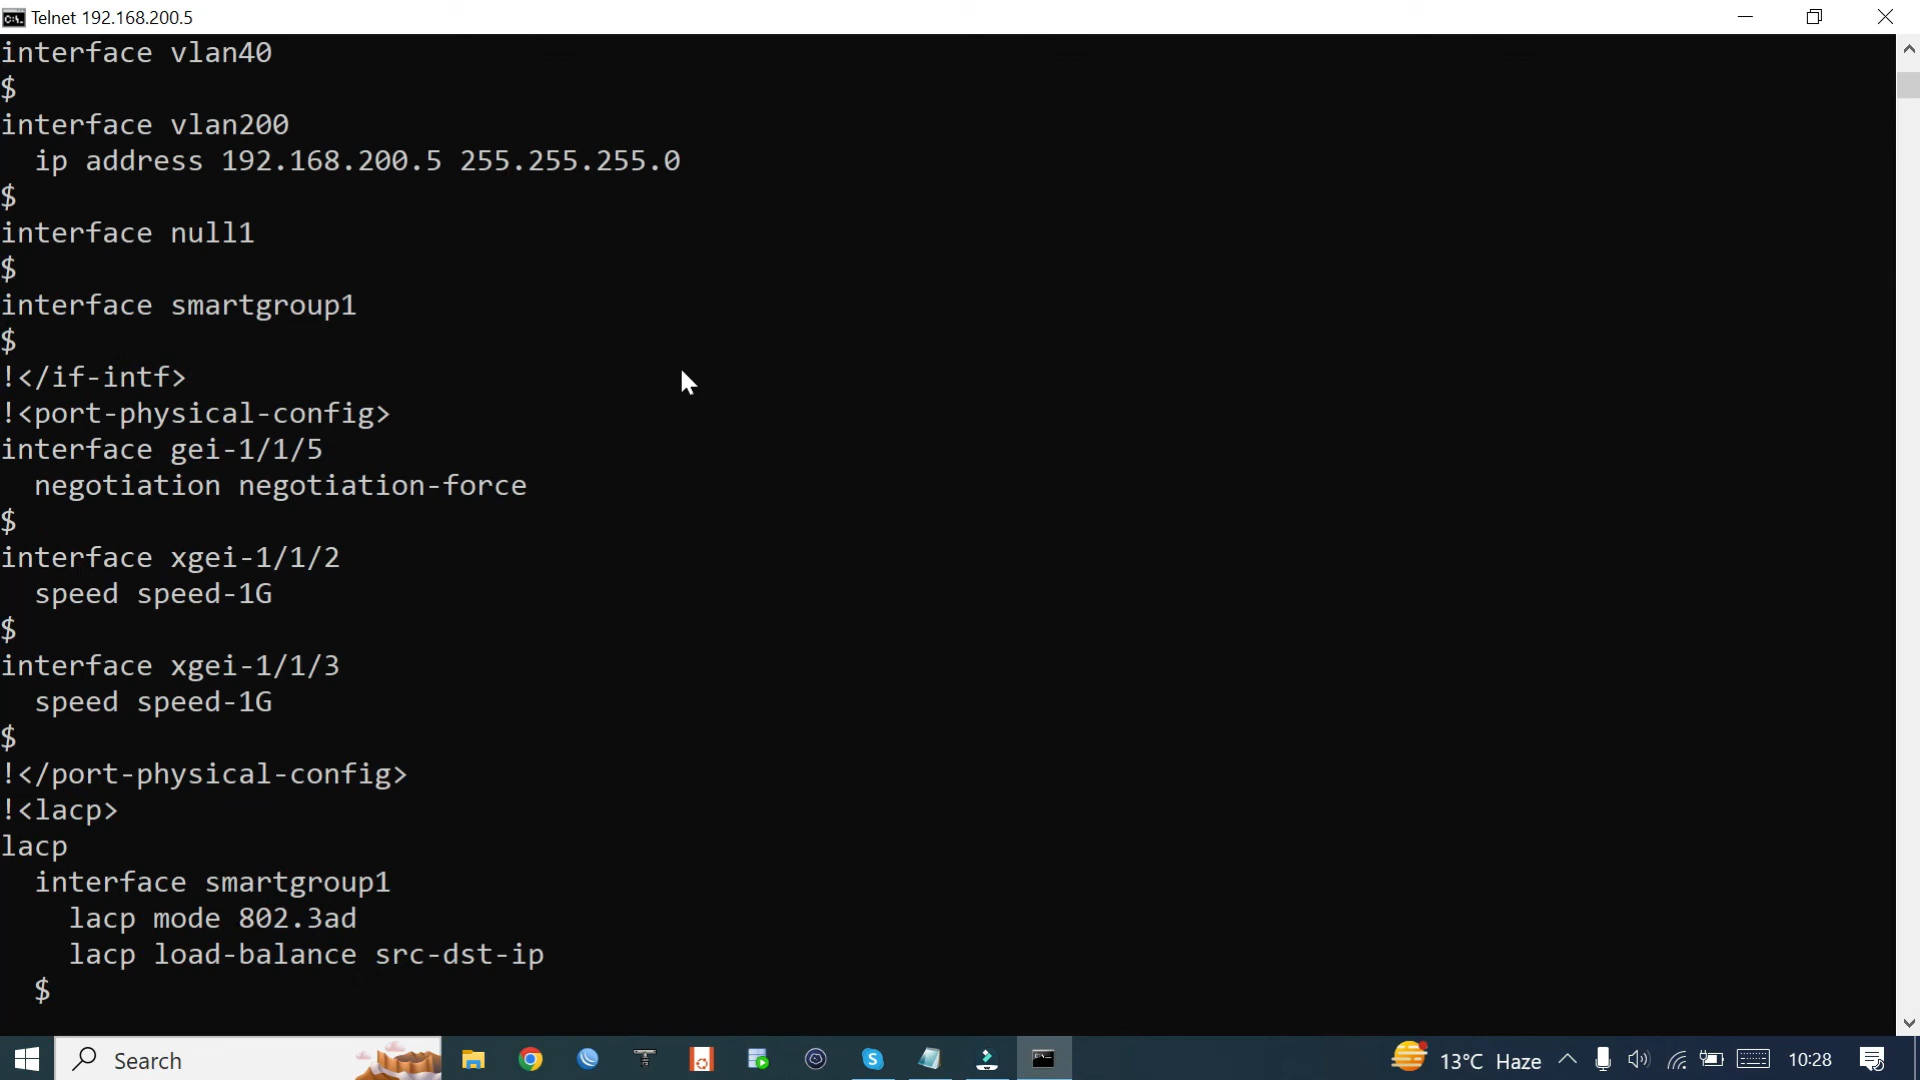 Telnet 192.168.200.5
interface vlan40
$
interface vlan200
  ip address 192.168.200.5 255.255.255.0
$
interface null1
$
interface smartgroup1
$
!</if-intf>
!<port-physical-config>
interface gei-1/1/5
  negotiation negotiation-force
$
interface xgei-1/1/2
  speed speed-1G
$
interface xgei-1/1/3
  speed speed-1G
$
!</port-physical-config>
!<lacp>
lacp
  interface smartgroup1
    lacp mode 802.3ad
    lacp load-balance src-dst-ip
  $
Search
13°C Haze
10:28